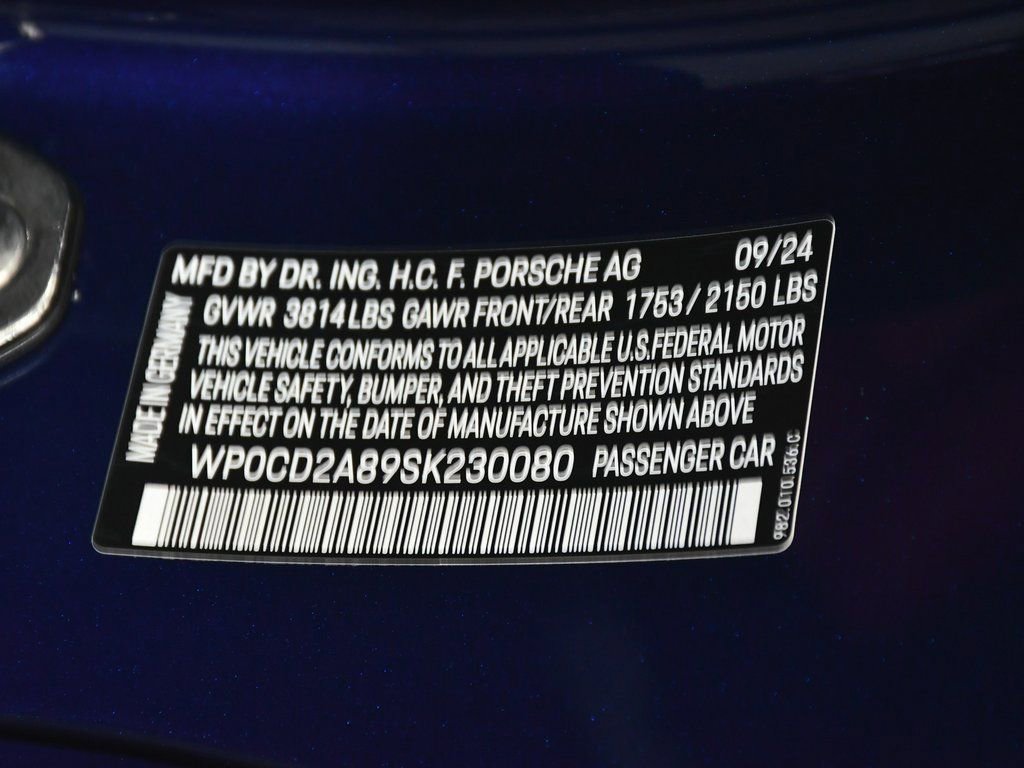 MFD BY DR. ING. H.C. F. PORSCHE AG 09/24
GVWR 3814LBS GAWR FRONT/REAR 1753 / 2150 LBS
THIS VEHICLE CONFORMS TO ALL APPLICABLE U.S.FEDERAL MOTOR
VEHICLE SAFETY, BUMPER, AND THEFT PREVENTION STANDARDS
IN EFFECT ON THE DATE OF MANUFACTURE SHOWN ABOVE
WP0CD2A89SK230080 PASSENGER CAR
MADE IN GERMANY
982.010.536.C